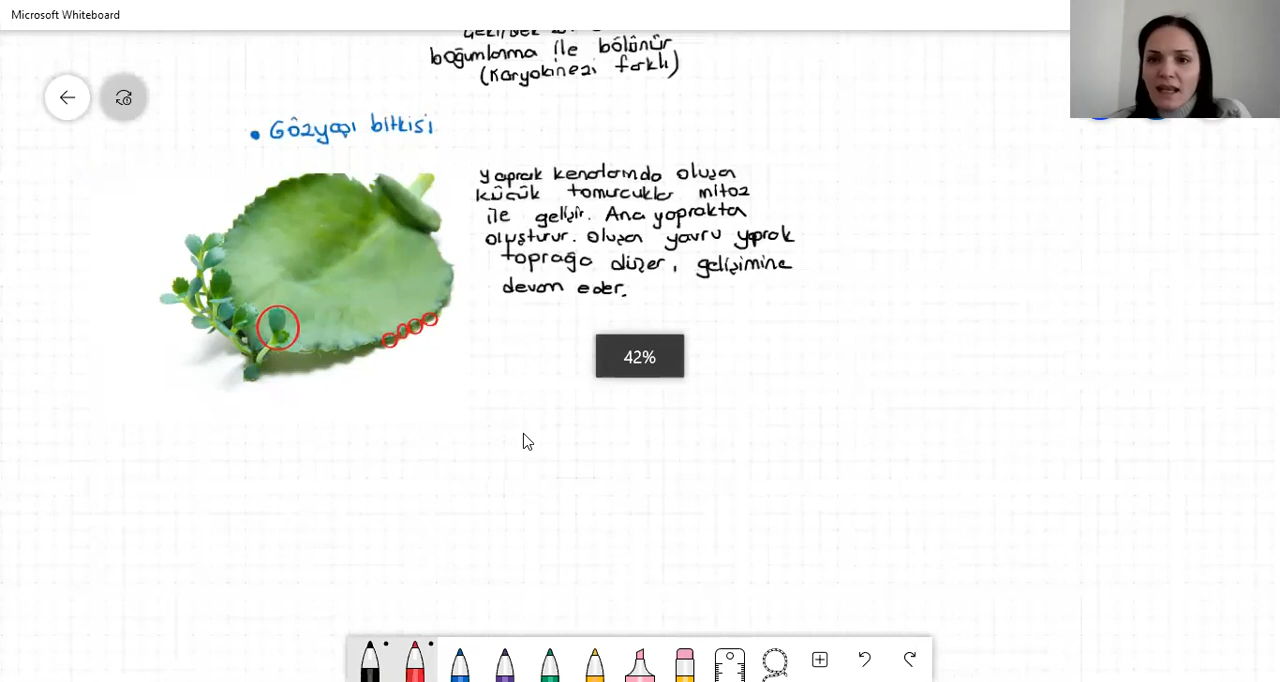 Microsoft Whiteboard
boğumlanma ile bölünür
(Karyokinezi farklı)
• Gözyaşı bitkisi
yaprak kenarlarında oluşan
küçük tomurcuklar mitoz
ile gelişir. Ana yaprakta
oluşturur. oluşan yavru yaprak
toprağa düşer, gelişimine
devam eder.
42%